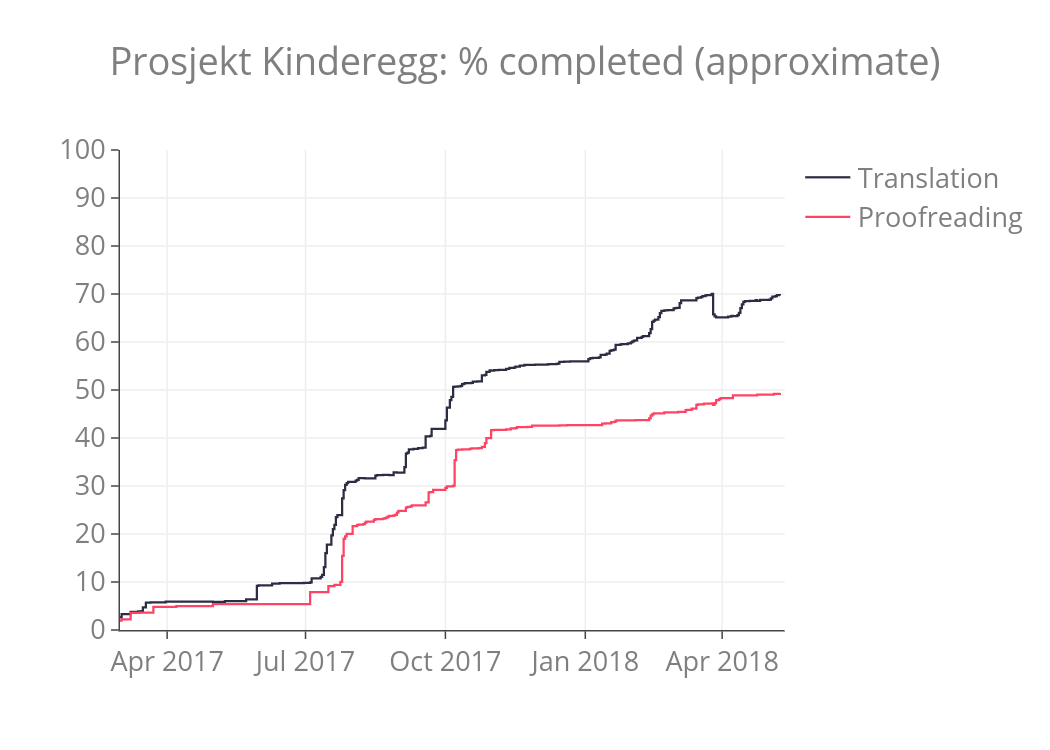 Prosjekt Kinderegg: % completed (approximate)
100
90
80
70
60
50
40
30
20
10
0
Apr 2017 Jul 2017 Oct 2017 Jan 2018 Apr 2018
Translation
Proofreading